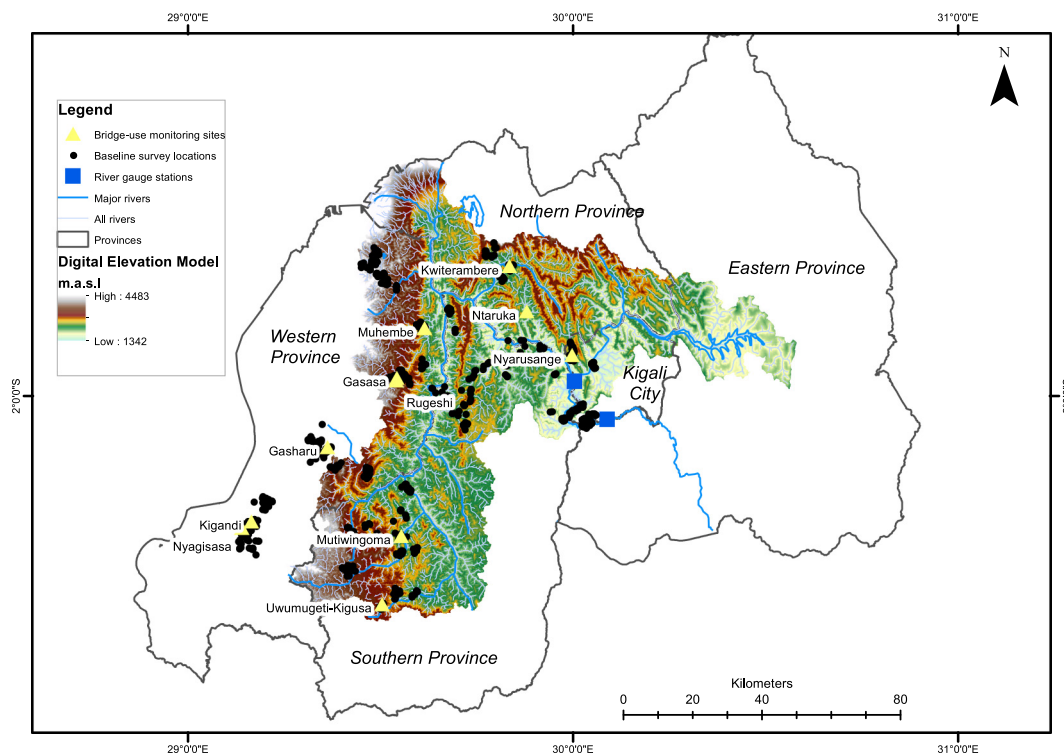 29°0'0"E
30°0'0"E
31°0'0"E
N
Legend
Bridge-use monitoring sites
Baseline survey locations
River gauge stations
Major rivers
All rivers
Provinces
Digital Elevation Model
m.a.s.l
High : 4483
Low : 1342
Northern Province
Eastern Province
Western
Province
Kigali
City
Southern Province
Kwiterambere
Ntaruka
Muhembe
Nyarusange
Gasasa
Rugeshi
Gasharu
Kigandi
Nyagisasa
Mutiwingoma
Uwumugeti-Kigusa
2°0'0"S
Kilometers
0 20 40 60 80
29°0'0"E
30°0'0"E
31°0'0"E